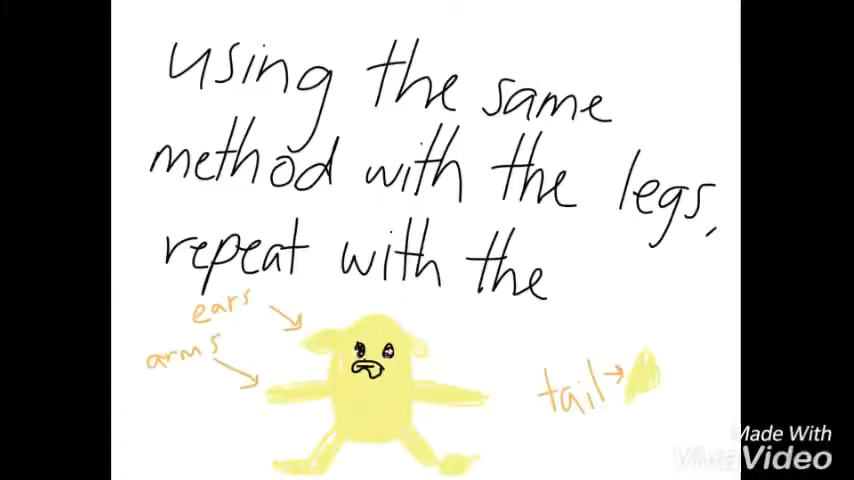 using the same
method with the legs,
repeat with the
ears
arms
tail
Made With
VivaVideo